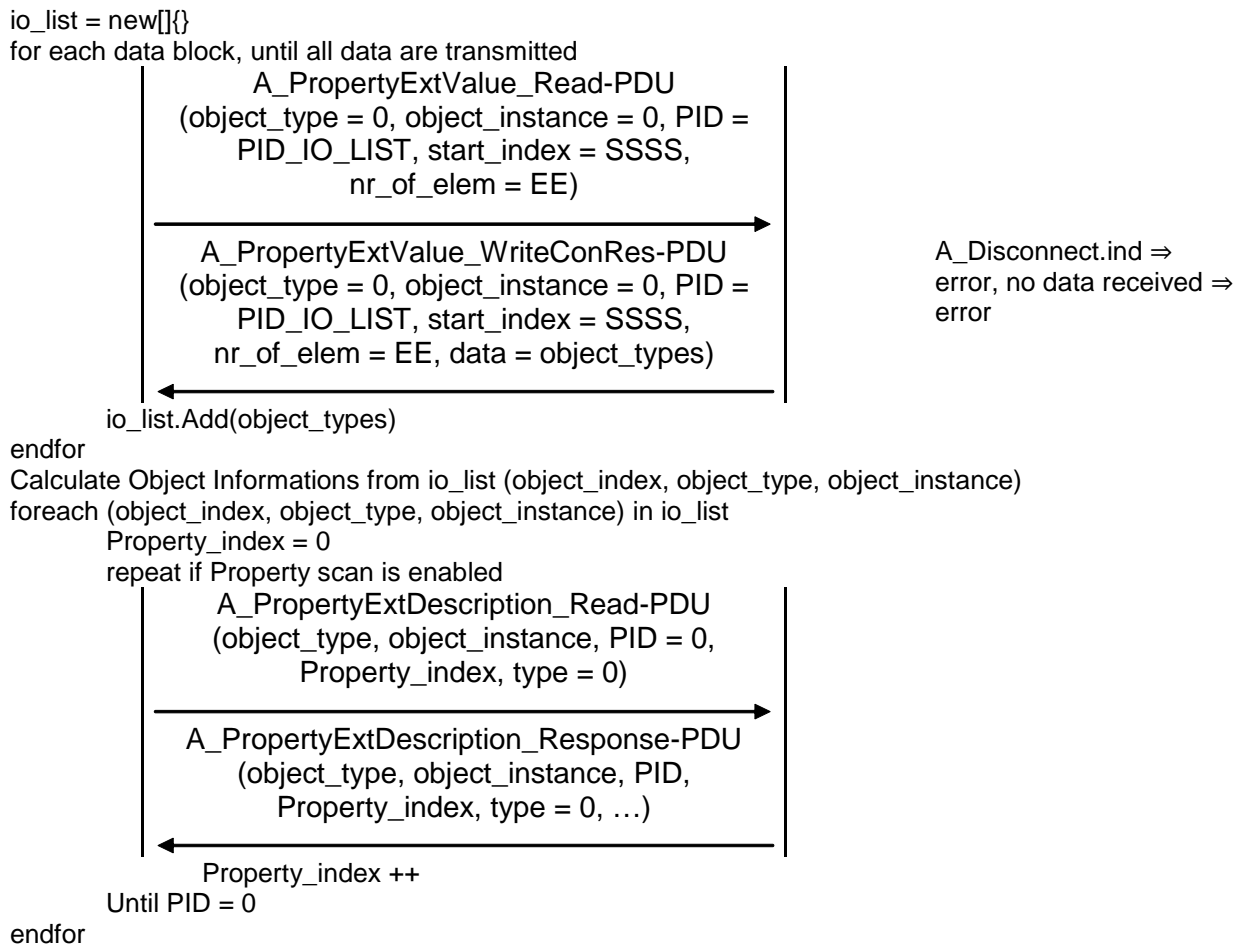 io_list = new[]{}
for each data block, until all data are transmitted
A_PropertyExtValue_Read-PDU
(object_type = 0, object_instance = 0, PID =
PID_IO_LIST, start_index = SSSS,
nr_of_elem = EE)
A_PropertyExtValue_WriteConRes-PDU
(object_type = 0, object_instance = 0, PID =
PID_IO_LIST, start_index = SSSS,
nr_of_elem = EE, data = object_types)
A_Disconnect.ind ⇒
error, no data received ⇒
error
io_list.Add(object_types)
endfor
Calculate Object Informations from io_list (object_index, object_type, object_instance)
foreach (object_index, object_type, object_instance) in io_list
Property_index = 0
repeat if Property scan is enabled
A_PropertyExtDescription_Read-PDU
(object_type, object_instance, PID = 0,
Property_index, type = 0)
A_PropertyExtDescription_Response-PDU
(object_type, object_instance, PID,
Property_index, type = 0, …)
Property_index ++
Until PID = 0
endfor